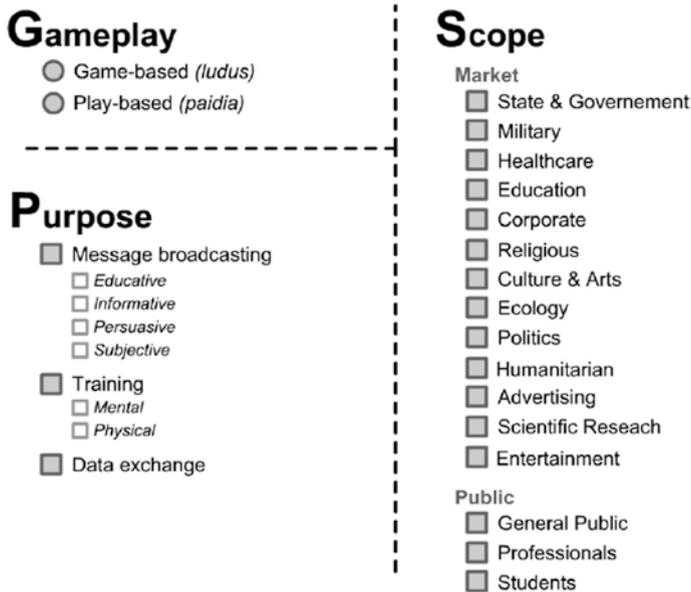 Gameplay
Game-based (ludus)
Play-based (paidia)
Purpose
Message broadcasting
Educative
Informative
Persuasive
Subjective
Training
Mental
Physical
Data exchange
Scope
Market
State & Governement
Military
Healthcare
Education
Corporate
Religious
Culture & Arts
Ecology
Politics
Humanitarian
Advertising
Scientific Reseach
Entertainment
Public
General Public
Professionals
Students